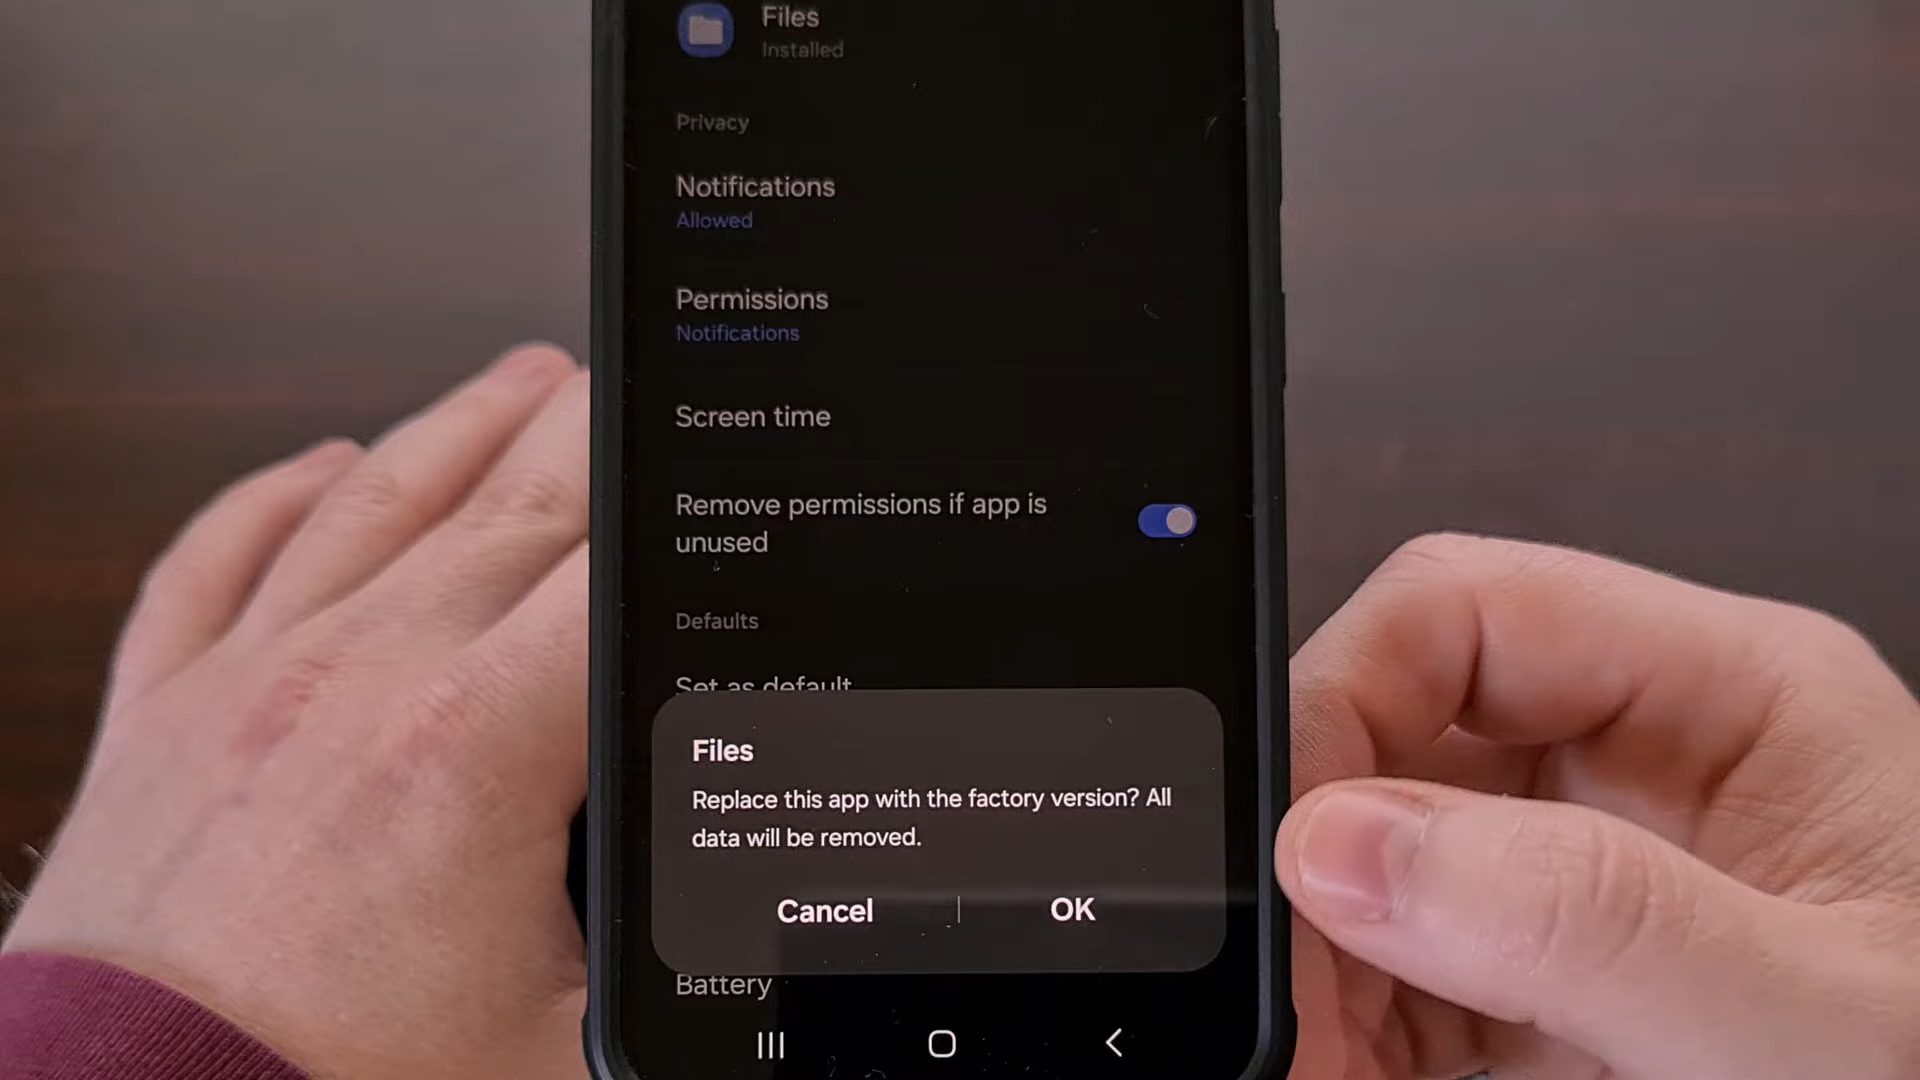 Files
Installed
Privacy
Notifications
Allowed
Permissions
Notifications
Screen time
Remove permissions if app is
unused
Defaults
Set as default
Files
Replace this app with the factory version? All
data will be removed.
Cancel | OK
Battery